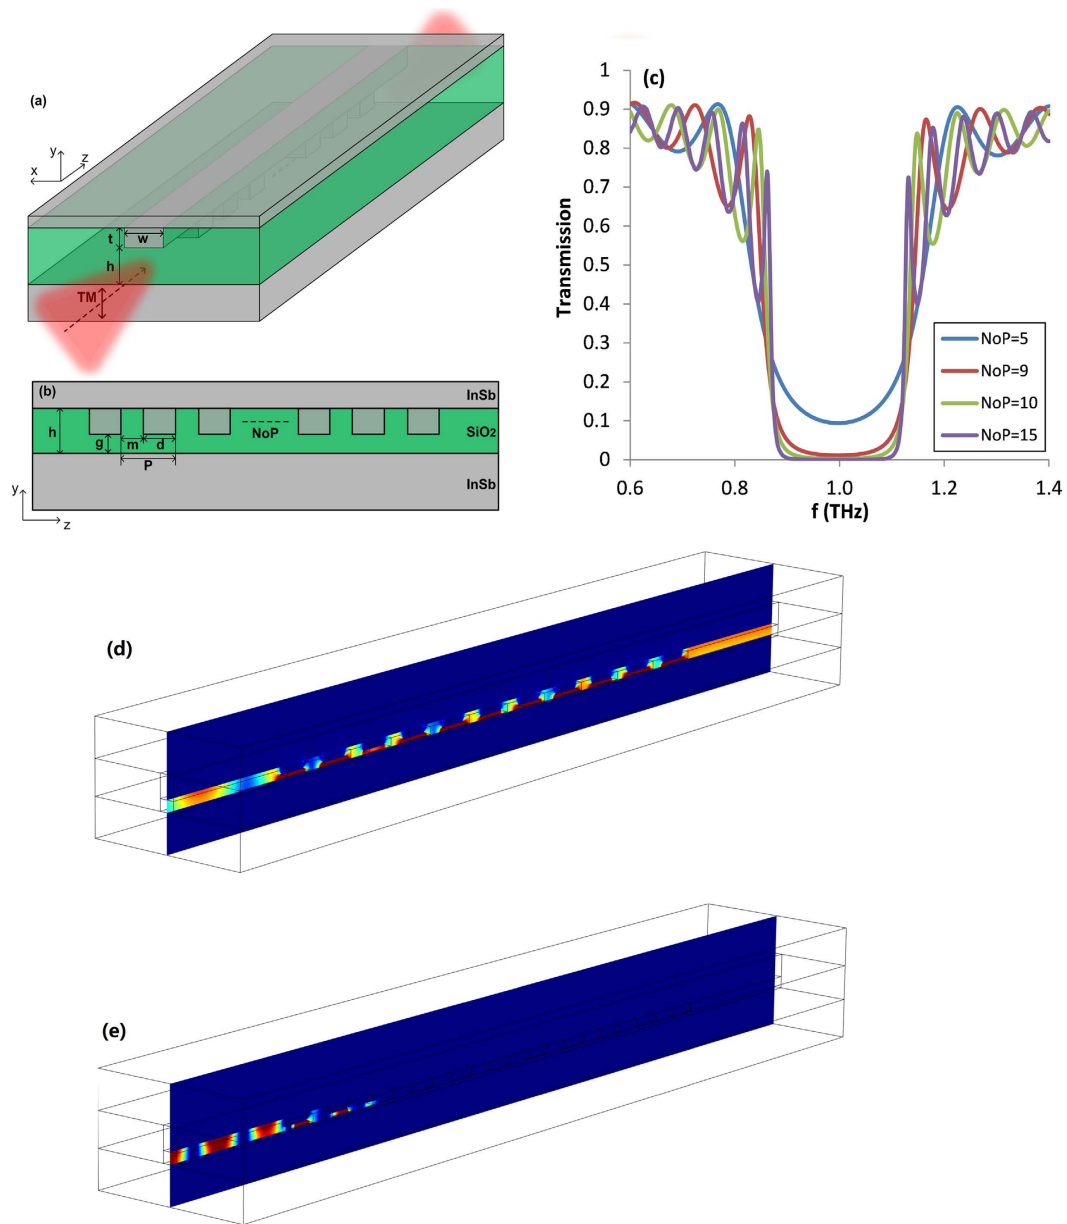 (a)
y
z
x
t
w
h
TM
(b)
InSb
h
g
m
d
NoP
SiO2
P
InSb
y
z
(c)
Transmission
1
0.9
0.8
0.7
0.6
0.5
0.4
0.3
0.2
0.1
0
NoP=5
NoP=9
NoP=10
NoP=15
0.6 0.8 1.0 1.2 1.4
f (THz)
(d)
(e)